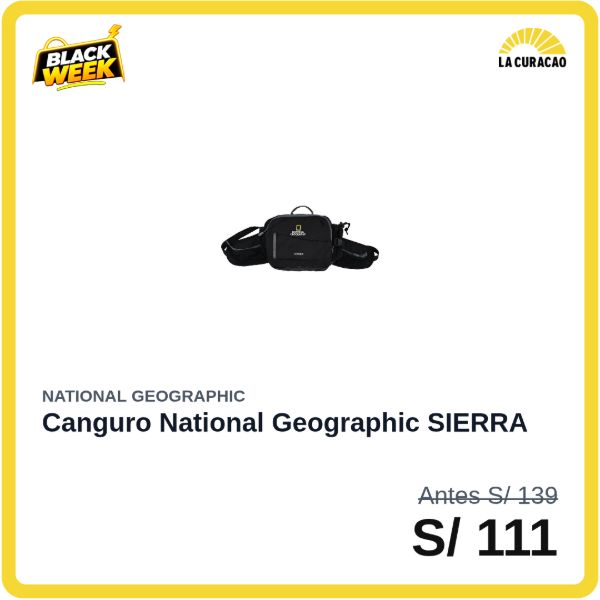 BLACK
WEEK
LA CURACAO
NATIONAL GEOGRAPHIC
Canguro National Geographic SIERRA
Antes S/ 139
S/ 111